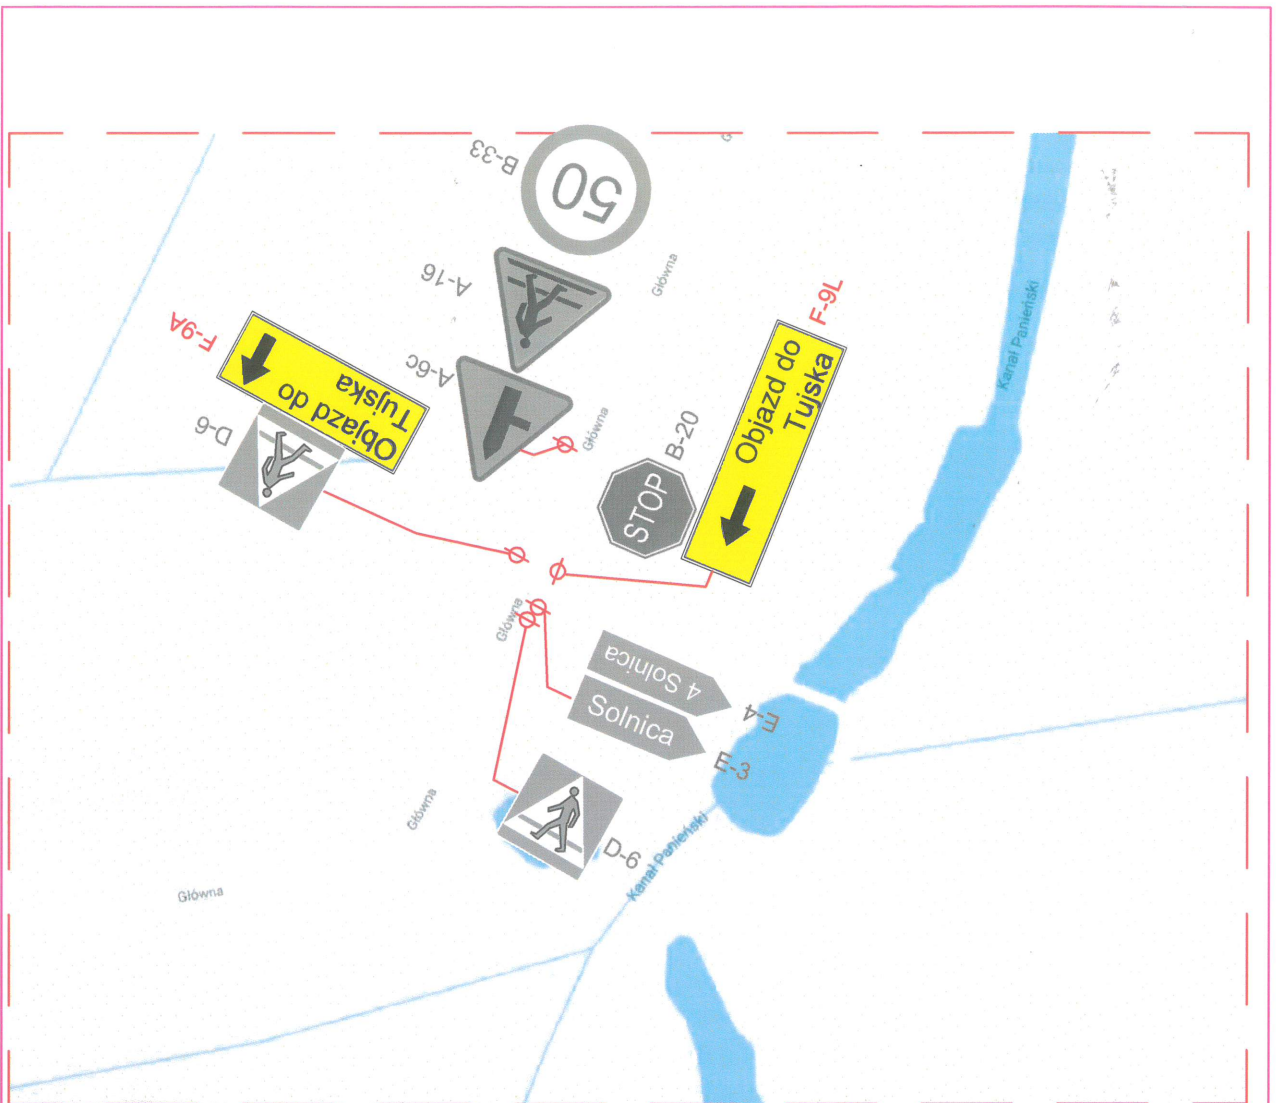 G
B-33
50
A-16
Główna
F-9A
A-6c
F-9L
Objazd do
Tujska
Objazd do
Tujska
Kanał Panieński
D-6
Główna
B-20
STOP
Główna
4 Solnica
Solnica
E-4
E-3
Główna
D-6
Kanał Panieński
Główna